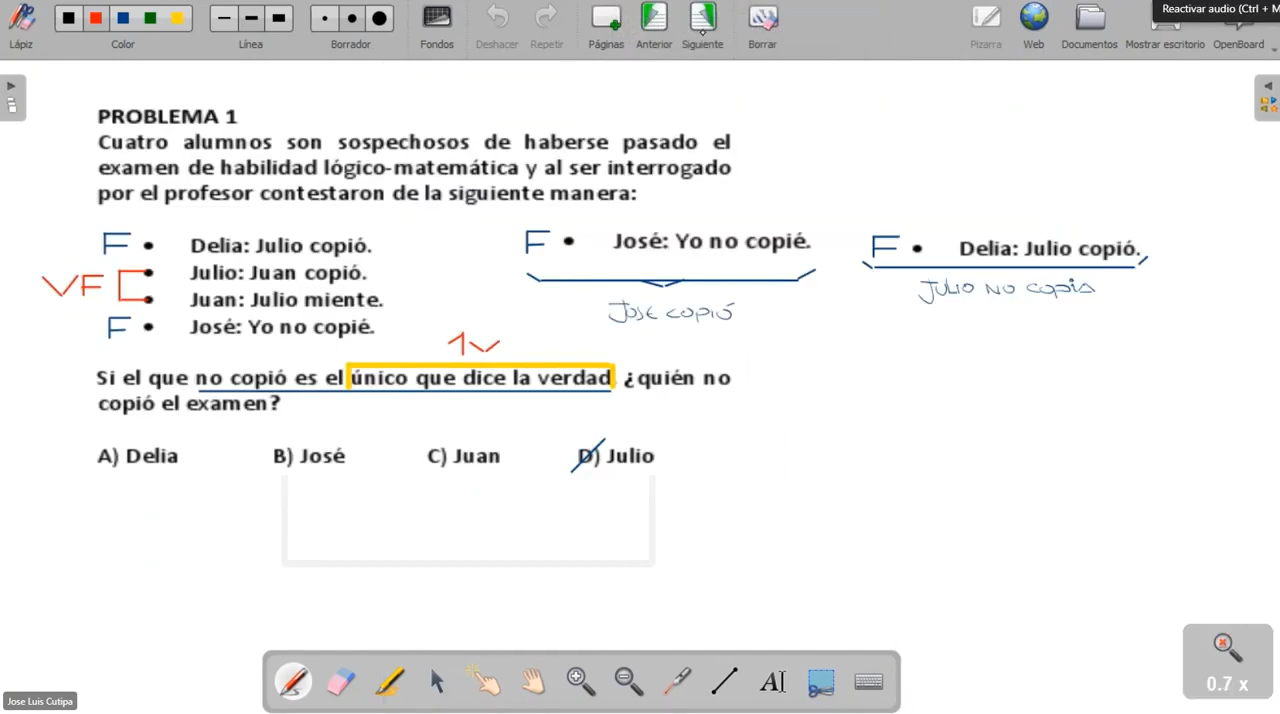 Reactivar audio (Ctrl + M
Lápiz
Color
Línea
Borrador
Fondos
Deshacer
Repetir
Páginas
Anterior
Siguiente
Borrar
Pizarra
Web
Documentos
Mostrar escritorio
OpenBoard
PROBLEMA 1
Cuatro alumnos son sospechosos de haberse pasado el
examen de habilidad lógico-matemática y al ser interrogado
por el profesor contestaron de la siguiente manera:
F • Delia: Julio copió.
VF • Julio: Juan copió.
• Juan: Julio miente.
F • José: Yo no copié.
F • José: Yo no copié.
JOSE COPIÓ
F • Delia: Julio copió.
JULIO NO COPIA
1V
Si el que no copió es el único que dice la verdad ¿quién no
copió el examen?
A) Delia B) José C) Juan D) Julio
Jose Luis Cutipa
0.7 x